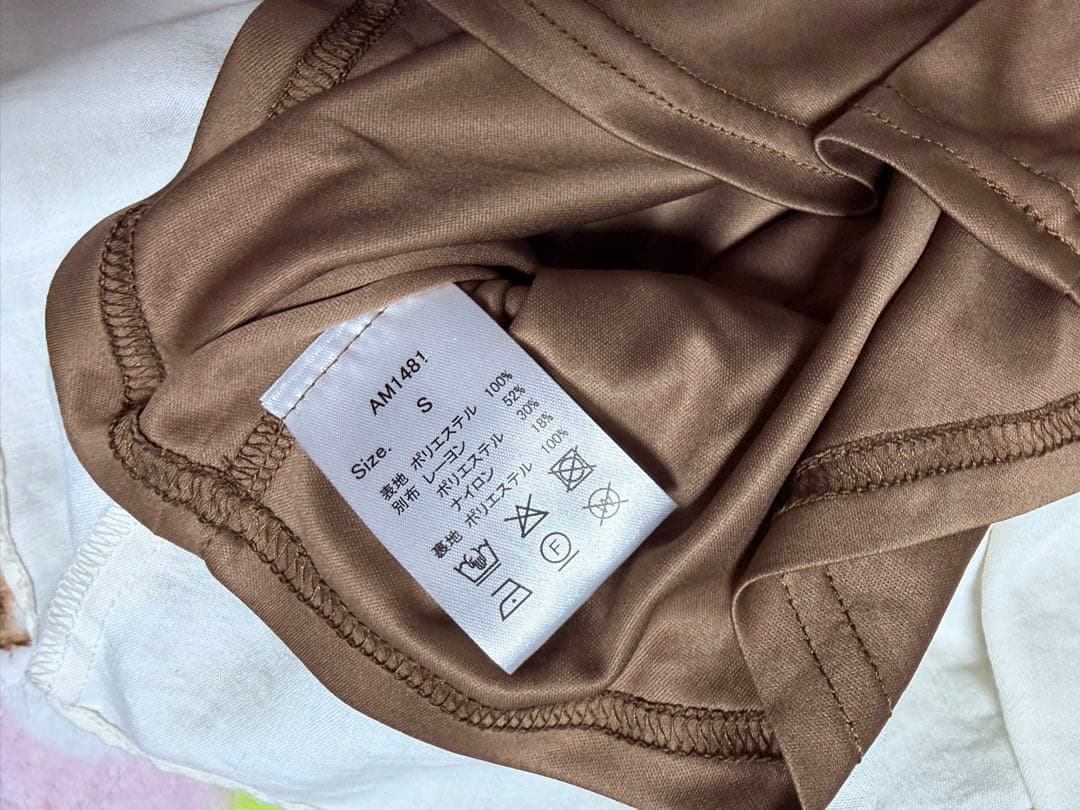 AM1481
Size. S
表地 ポリエステル 100%
別布 レーヨン 52%
ポリエステル 30%
ナイロン 18%
裏地 ポリエステル 100%
F